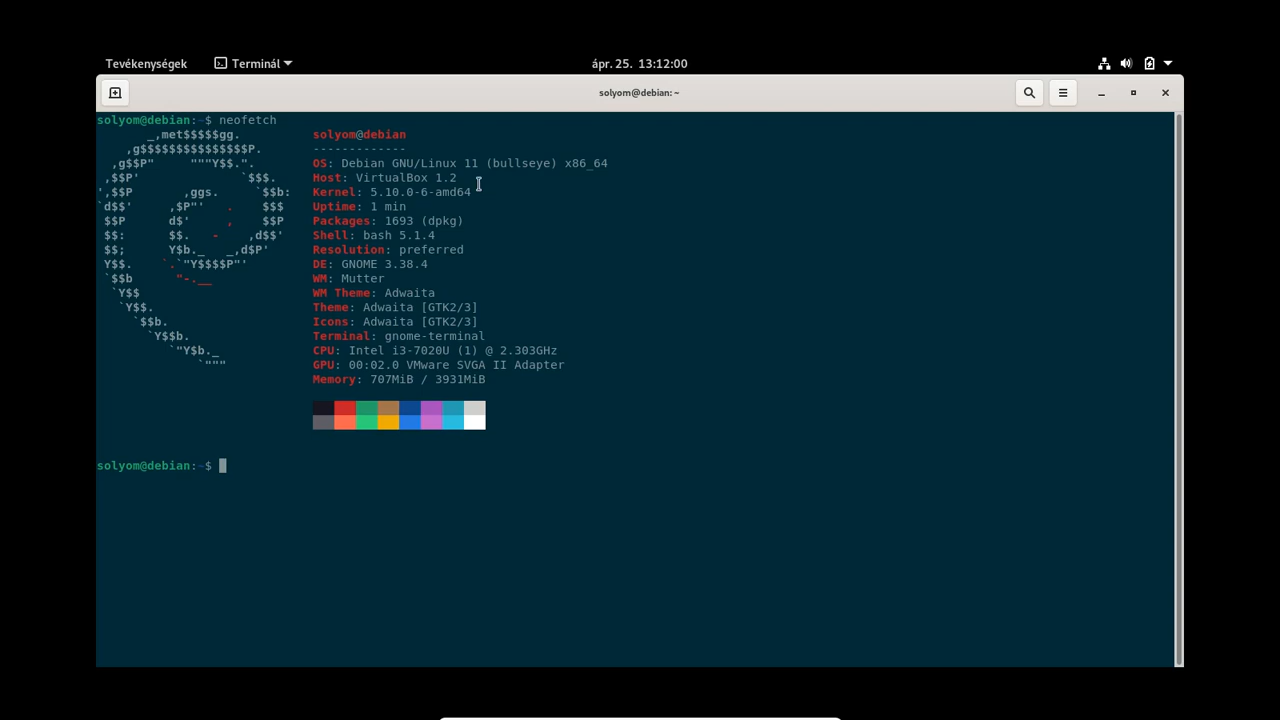 Tevékenységek Terminál ápr. 25. 13:12:00
solyom@debian: ~
solyom@debian:~$ neofetch
       _,met$$$$$gg.          solyom@debian
    ,g$$$$$$$$$$$$$$$P.       -------------
  ,g$$P"     """Y$$.".        OS: Debian GNU/Linux 11 (bullseye) x86_64
 ,$$P'              `$$$.     Host: VirtualBox 1.2
',$$P       ,ggs.     `$$b:   Kernel: 5.10.0-6-amd64
`d$$'     ,$P"'   .    $$$    Uptime: 1 min
 $$P      d$'     ,    $$P    Packages: 1693 (dpkg)
 $$:      $$.   -    ,d$$'    Shell: bash 5.1.4
 $$;      Y$b._   _,d$P'      Resolution: preferred
 Y$$.    `.`"Y$$$$P"'         DE: GNOME 3.38.4
 `$$b      "-.__              WM: Mutter
  `Y$$                        WM Theme: Adwaita
   `Y$$.                      Theme: Adwaita [GTK2/3]
     `$$b.                    Icons: Adwaita [GTK2/3]
       `Y$$b.                 Terminal: gnome-terminal
          `"Y$b._             CPU: Intel i3-7020U (1) @ 2.303GHz
              `"""            GPU: 00:02.0 VMware SVGA II Adapter
                              Memory: 707MiB / 3931MiB
solyom@debian:~$